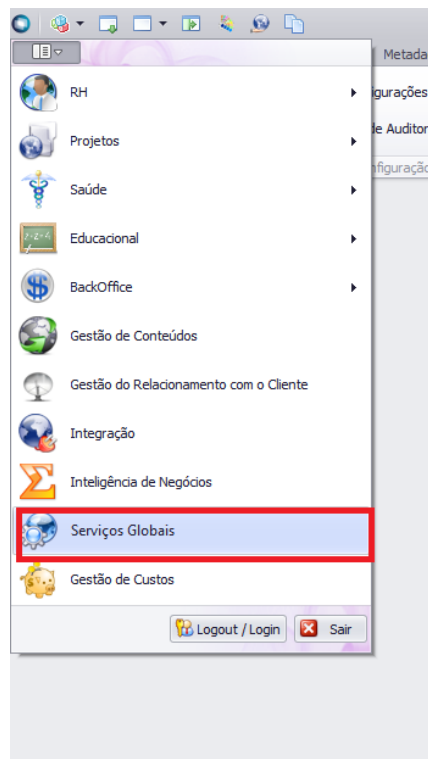 Metada
RH
igurações
Projetos
de Auditor
nfiguração
Saúde
Educacional
BackOffice
Gestão de Conteúdos
Gestão do Relacionamento com o Cliente
Integração
Inteligência de Negócios
Serviços Globais
Gestão de Custos
Logout / Login Sair